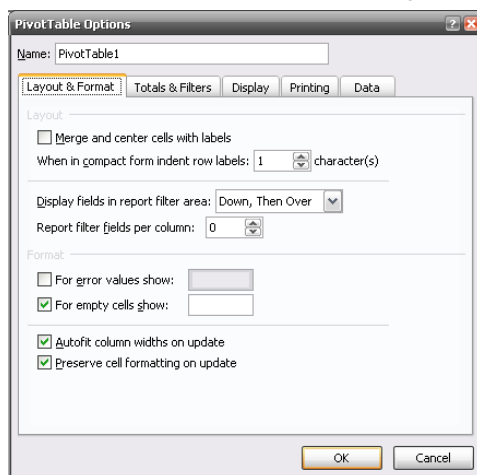 PivotTable Options
Name: PivotTable1
Layout & Format Totals & Filters Display Printing Data
Layout
Merge and center cells with labels
When in compact form indent row labels: 1 character(s)
Display fields in report filter area: Down, Then Over
Report filter fields per column: 0
Format
For error values show:
For empty cells show:
Autofit column widths on update
Preserve cell formatting on update
OK Cancel